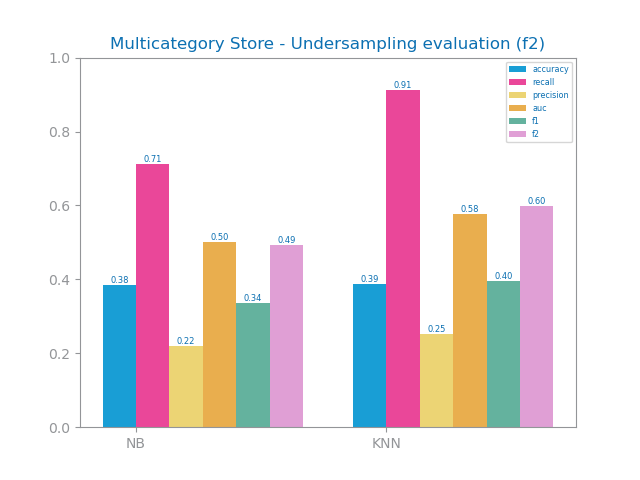 Multicategory Store - Undersampling evaluation (f2)
1.0
0.8
0.6
0.4
0.2
0.0
accuracy
recall
precision
auc
f1
f2
0.38
0.71
0.22
0.50
0.34
0.49
0.39
0.91
0.25
0.58
0.40
0.60
NB
KNN